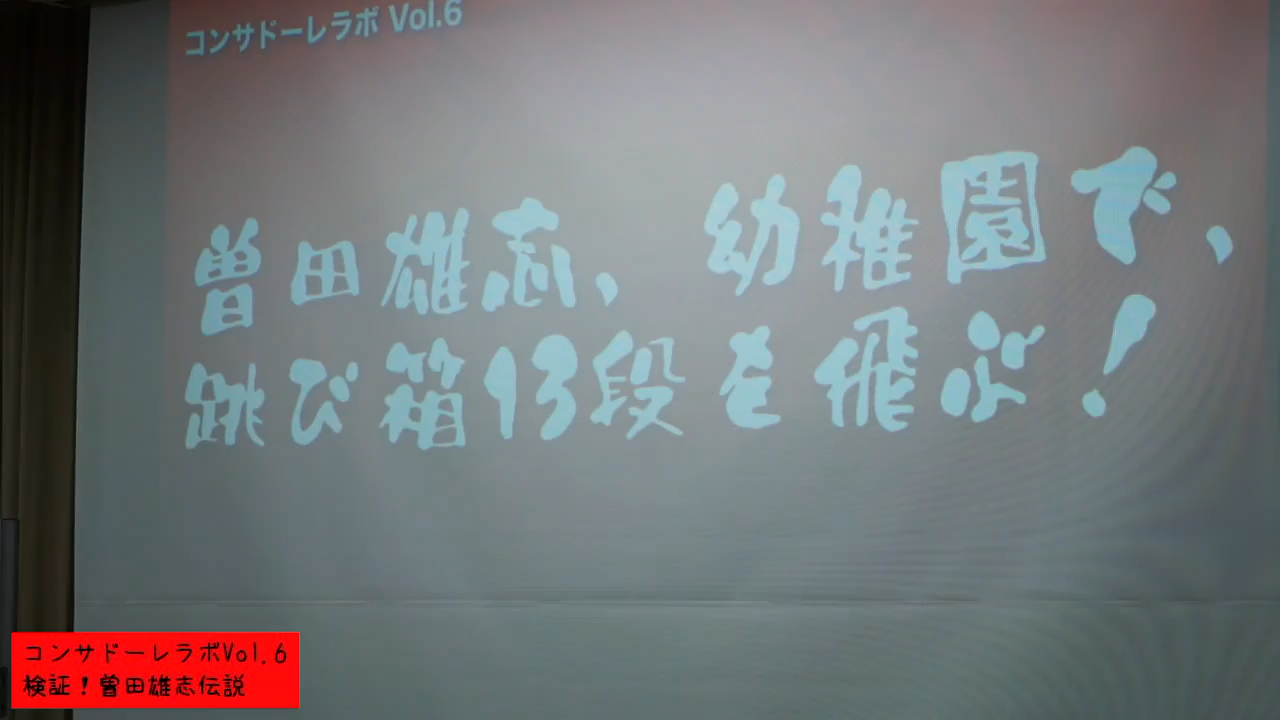 コンサドーレラボ Vol.6
曽田雄志、幼稚園で、
跳び箱13段を飛ぶ！
コンサドーレラボVol.6
検証！曽田雄志伝説